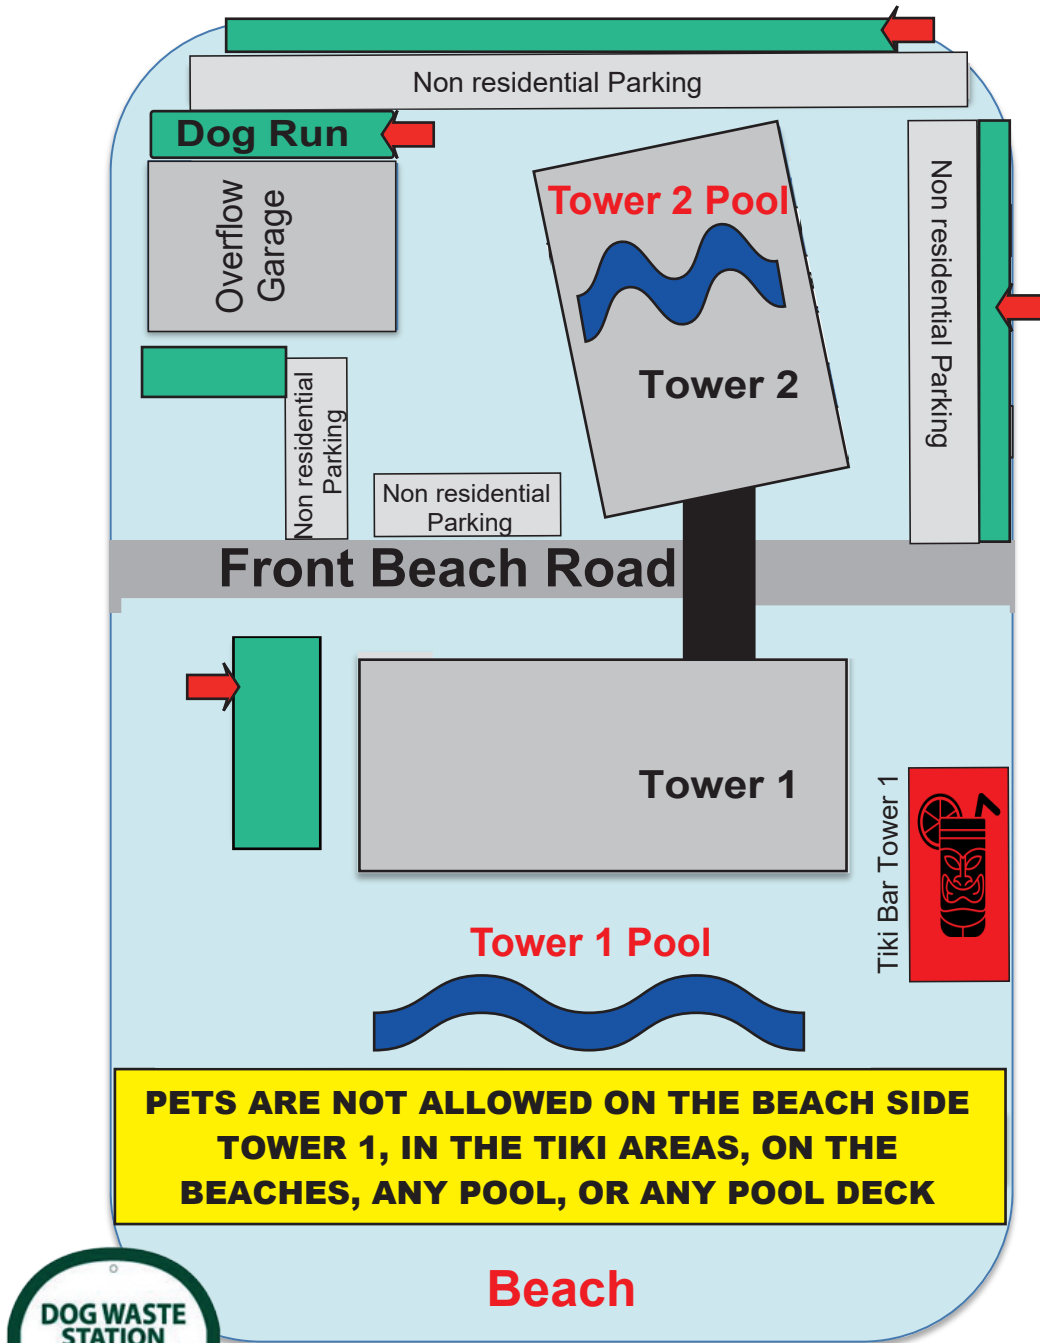 Non residential Parking
Dog Run
Overflow
Garage
Tower 2 Pool
Tower 2
Non residential Parking
Non residential
Parking
Non residential
Parking
Front Beach Road
Tower 1
Tiki Bar Tower 1
Tower 1 Pool
PETS ARE NOT ALLOWED ON THE BEACH SIDE
TOWER 1, IN THE TIKI AREAS, ON THE
BEACHES, ANY POOL, OR ANY POOL DECK
Beach
DOG WASTE
STATION